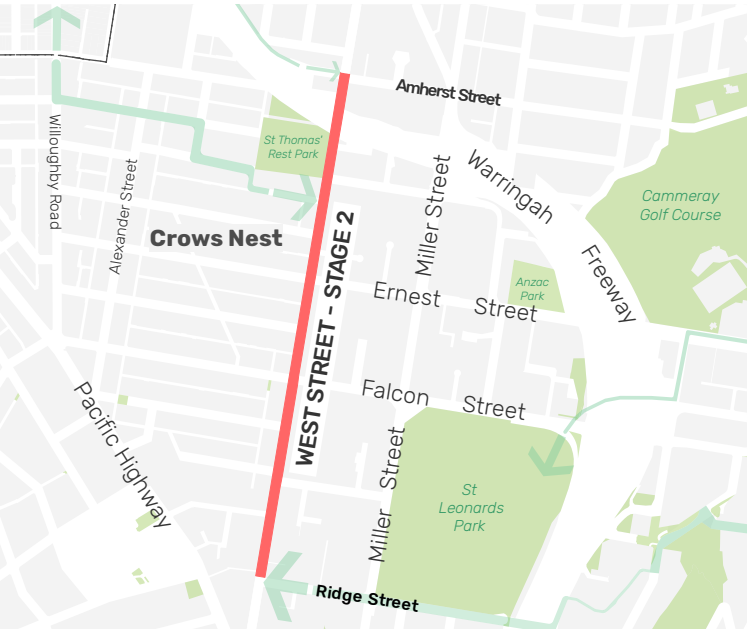 Amherst Street
St Thomas'
Rest Park
Willoughby Road
Alexander Street
Miller Street
Warringah
Freeway
Cammeray
Golf Course
Crows Nest
WEST STREET - STAGE 2
Anzac
Park
Ernest Street
Falcon Street
Pacific Highway
Miller Street
St
Leonards
Park
Ridge Street